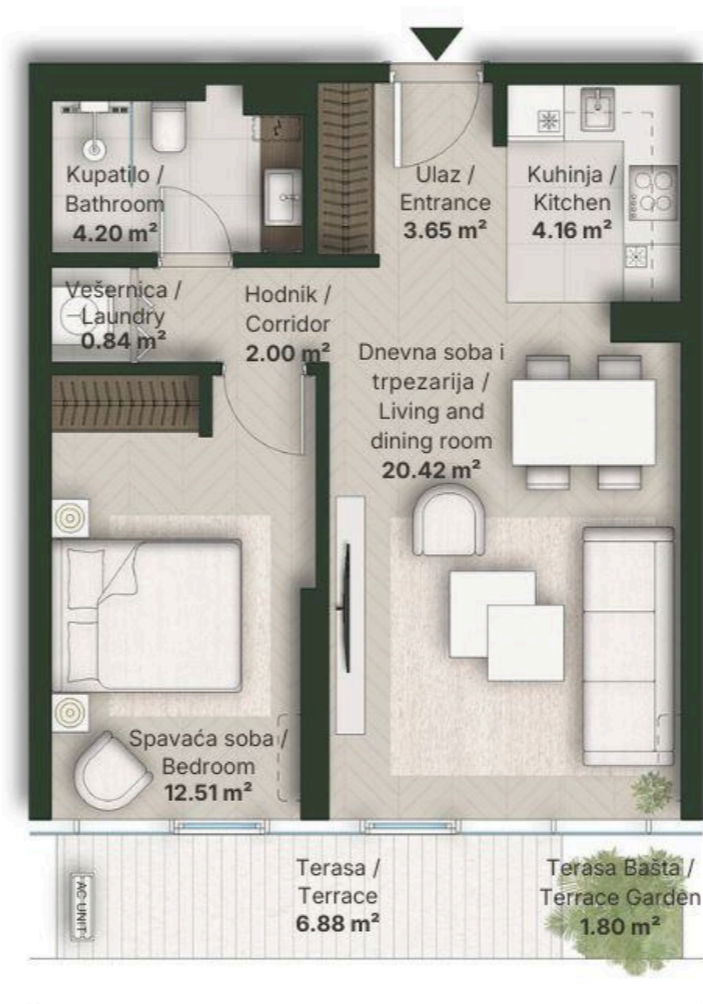 Kupatilo /
Bathroom
4.20 m²
Ulaz /
Entrance
3.65 m²
Kuhinja /
Kitchen
4.16 m²
Vešernica /
Laundry
0.84 m²
Hodnik /
Corridor
2.00 m²
Dnevna soba i
trpezarija /
Living and
dining room
20.42 m²
Spavaća soba /
Bedroom
12.51 m²
Terasa /
Terrace
6.88 m²
Terasa Bašta /
Terrace Garden
1.80 m²
AC UNIT